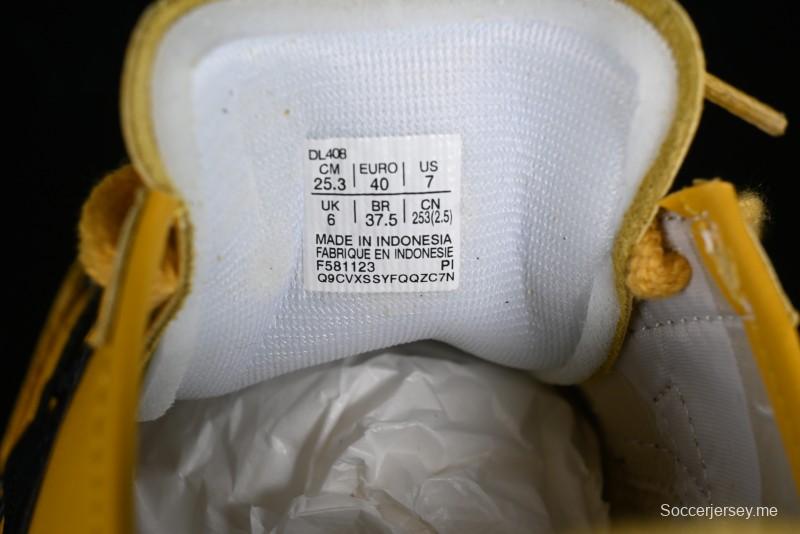 DL408
CM | EURO | US
25.3 | 40 | 7
UK | BR | CN
6 | 37.5 | 253(2.5)
MADE IN INDONESIA
FABRIQUE EN INDONESIE
F581123 PI
Q9CVXSSYFQQZC7N
Soccerjersey.me